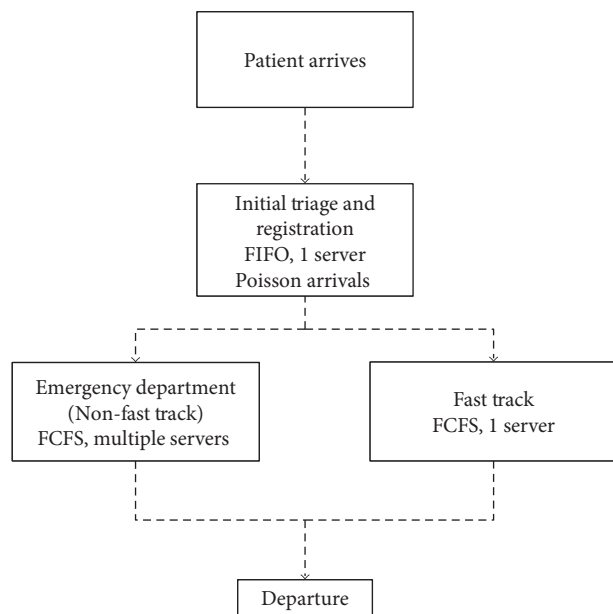 Patient arrives
Initial triage and
registration
FIFO, 1 server
Poisson arrivals
Emergency department
(Non-fast track)
FCFS, multiple servers
Fast track
FCFS, 1 server
Departure